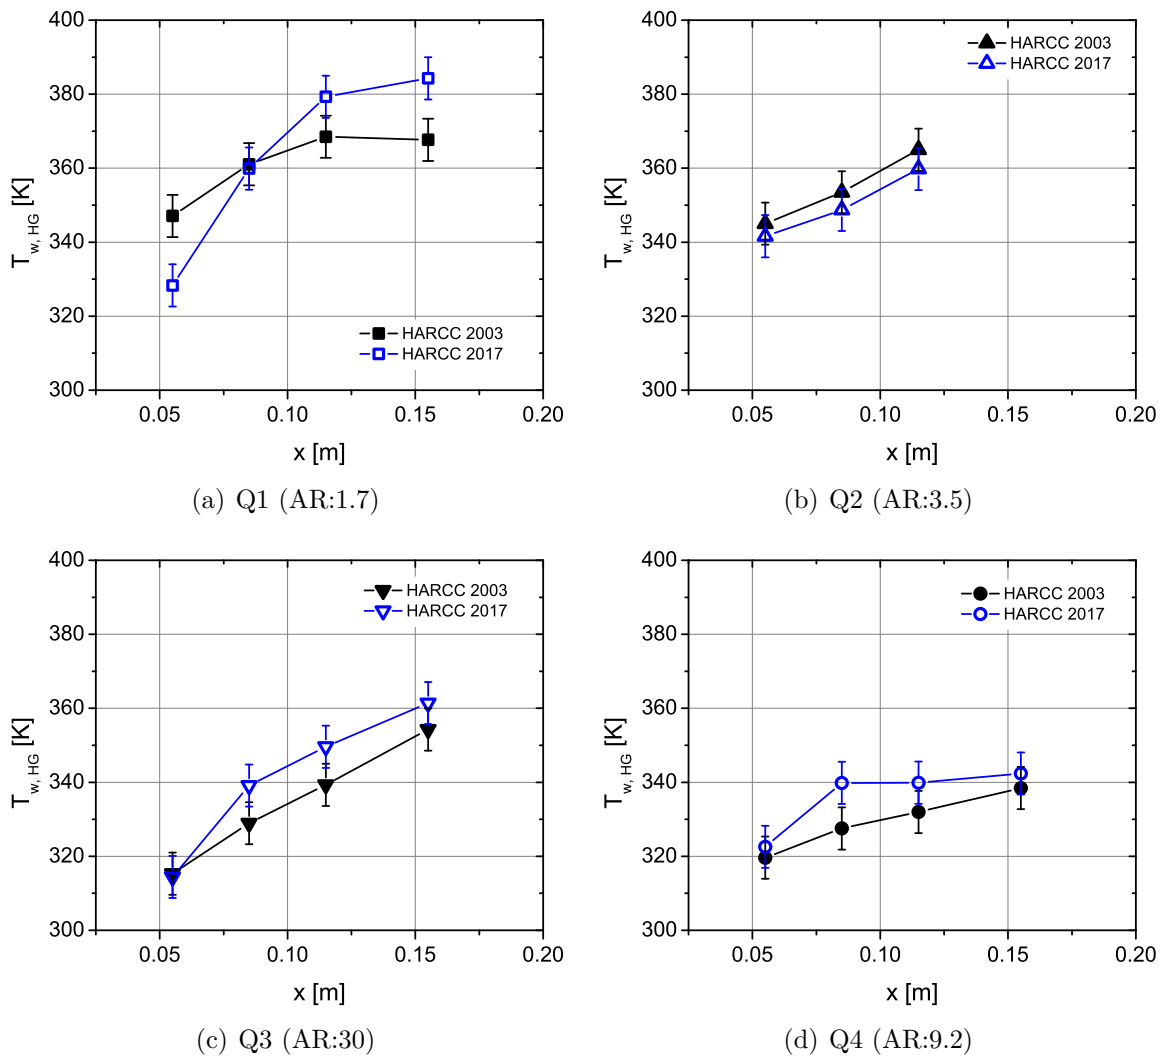 400
380
360
340
320
300
T w, HG [K]
HARCC 2003
HARCC 2017
0.05 0.10 0.15 0.20
x [m]
(a) Q1 (AR:1.7)
400
380
360
340
320
300
T w, HG [K]
HARCC 2003
HARCC 2017
0.05 0.10 0.15 0.20
x [m]
(b) Q2 (AR:3.5)
400
380
360
340
320
300
T w, HG [K]
HARCC 2003
HARCC 2017
0.05 0.10 0.15 0.20
x [m]
(c) Q3 (AR:30)
400
380
360
340
320
300
T w, HG [K]
HARCC 2003
HARCC 2017
0.05 0.10 0.15 0.20
x [m]
(d) Q4 (AR:9.2)